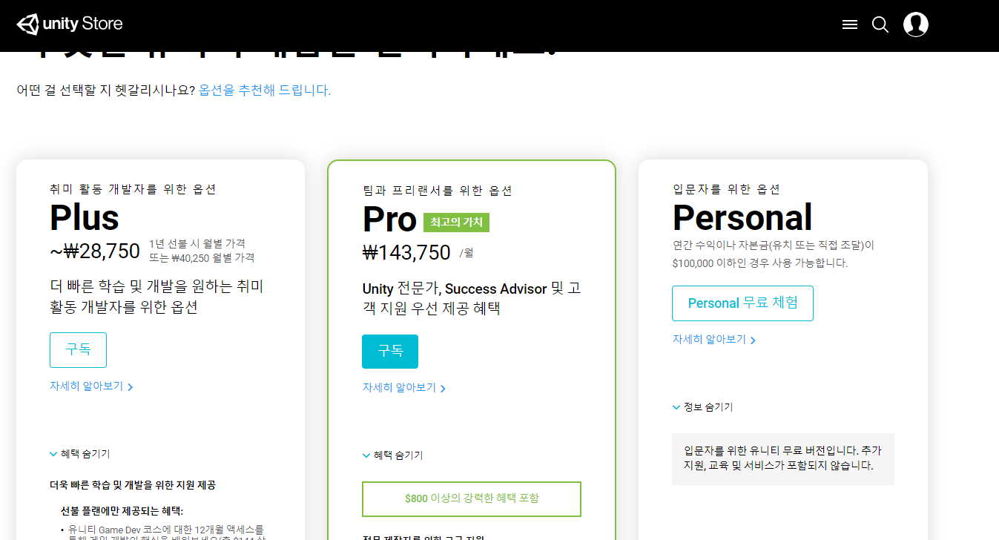 unity Store
어떤 걸 선택할 지 헷갈리시나요? 옵션을 추천해 드립니다.
취미 활동 개발자를 위한 옵션
Plus
~₩28,750 1년 선불 시 월별 가격
또는 ₩40,250 월별 가격
더 빠른 학습 및 개발을 원하는 취미
활동 개발자를 위한 옵션
구독
자세히 알아보기
혜택 숨기기
더욱 빠른 학습 및 개발을 위한 지원 제공
선불 플랜에만 제공되는 혜택:
• 유니티 Game Dev 코스에 대한 12개월 액세스를
팀과 프리랜서를 위한 옵션
Pro 최고의 가치
₩143,750 /월
Unity 전문가, Success Advisor 및 고
객 지원 우선 제공 혜택
구독
자세히 알아보기
혜택 숨기기
$800 이상의 강력한 혜택 포함
입문자를 위한 옵션
Personal
연간 수익이나 자본금(유치 또는 직접 조달)이
$100,000 이하인 경우 사용 가능합니다.
Personal 무료 체험
자세히 알아보기
정보 숨기기
입문자를 위한 유니티 무료 버전입니다. 추가
지원, 교육 및 서비스가 포함되지 않습니다.